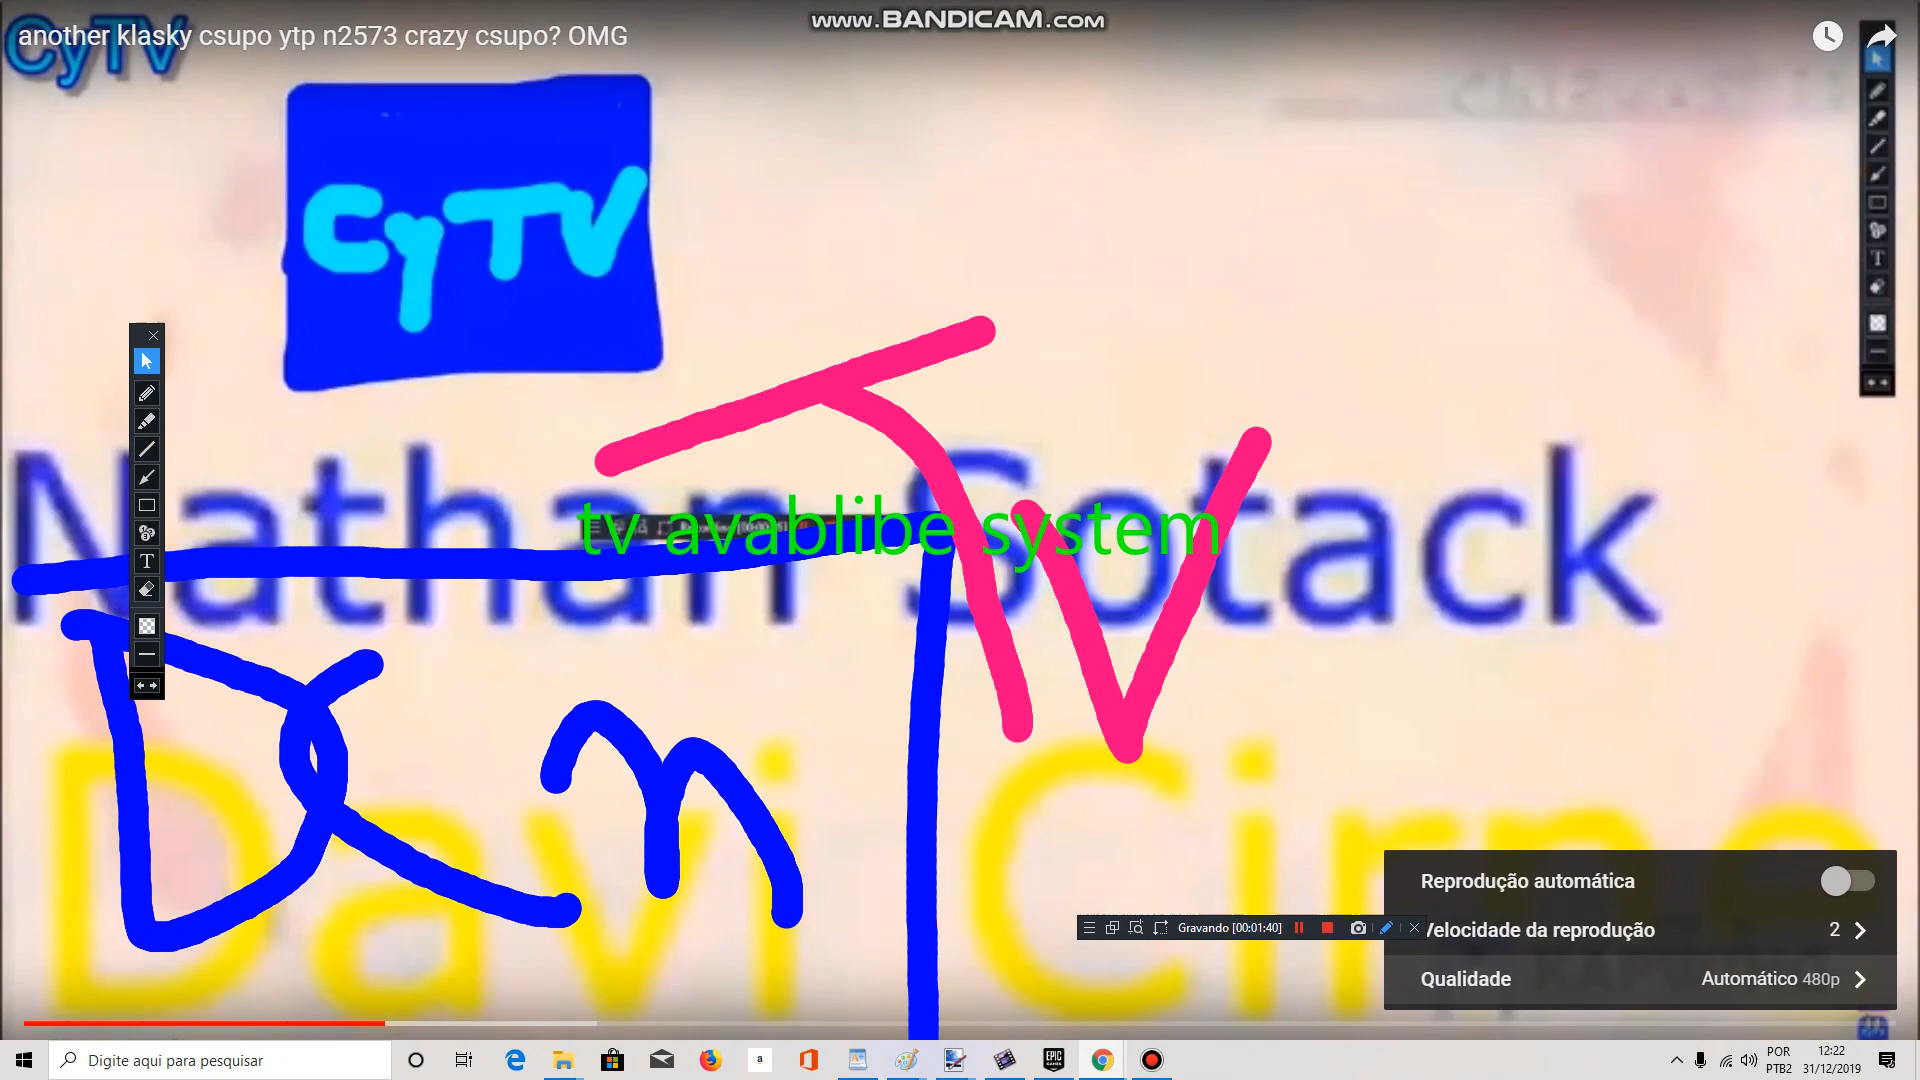 www.BANDICAM.com
another klasky csupo ytp n2573 crazy csupo? OMG
CyTV
CyTV
TV
Nathan Sotack
tv avablibe system
Davi Cirne
Reprodução automática
Gravando [00:01:40]
Velocidade da reprodução 2
Qualidade Automático 480p
Digite aqui para pesquisar
a
EPIC GAMES
POR
PTB2
12:22
31/12/2019